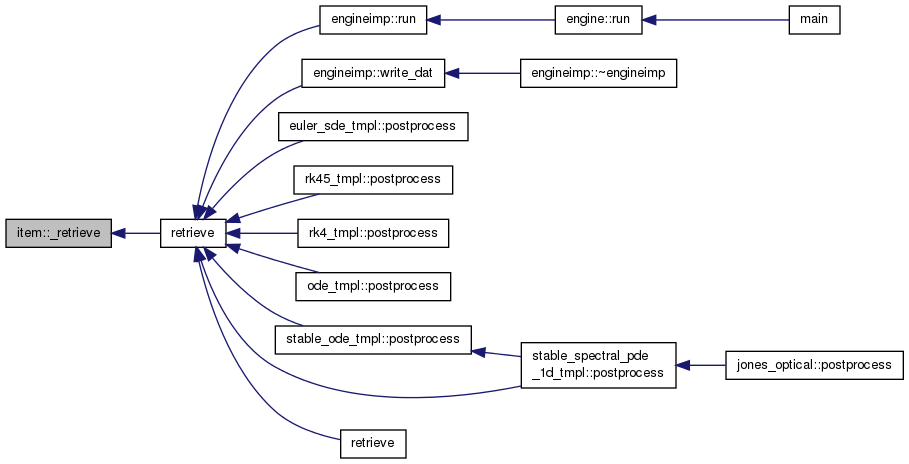 engineimp::run
engine::run
main
engineimp::write_dat
engineimp::~engineimp
euler_sde_tmpl::postprocess
rk45_tmpl::postprocess
item::_retrieve
retrieve
rk4_tmpl::postprocess
ode_tmpl::postprocess
stable_ode_tmpl::postprocess
stable_spectral_pde
_1d_tmpl::postprocess
jones_optical::postprocess
retrieve